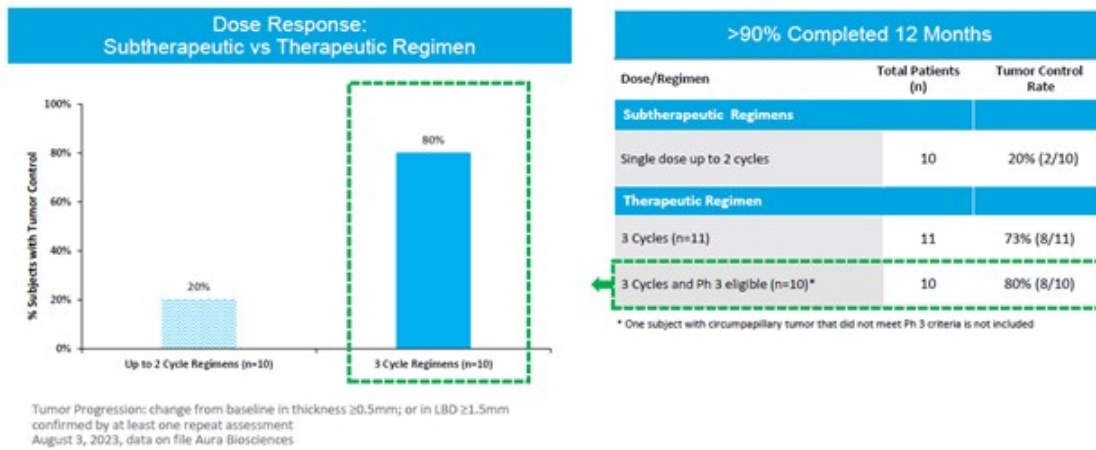 Dose Response:
Subtherapeutic vs Therapeutic Regimen
% Subjects with Tumor Control
100%
80%
60%
40%
20%
0%
20%
80%
Up to 2 Cycle Regimens (n=10)
3 Cycle Regimens (n=10)
Tumor Progression: change from baseline in thickness ≥0.5mm; or in LBD ≥1.5mm
confirmed by at least one repeat assessment
August 3, 2023, data on file Aura Biosciences
>90% Completed 12 Months
Dose/Regimen Total Patients (n) Tumor Control Rate
Subtherapeutic Regimens
Single dose up to 2 cycles 10 20% (2/10)
Therapeutic Regimen
3 Cycles (n=11) 11 73% (8/11)
3 Cycles and Ph 3 eligible (n=10)* 10 80% (8/10)
* One subject with circumpapillary tumor that did not meet Ph 3 criteria is not included